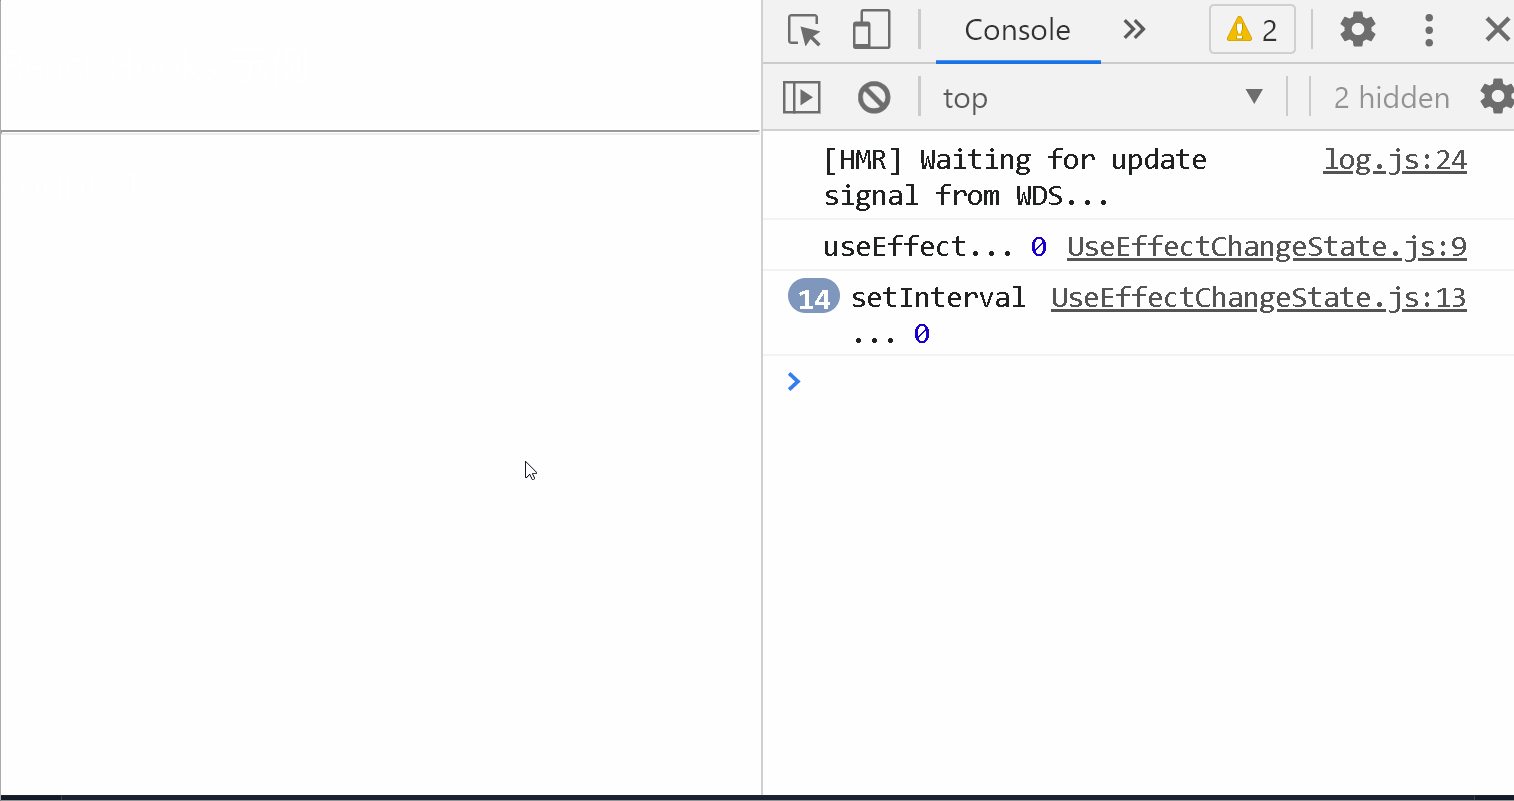 Console
2
top
2 hidden
[HMR] Waiting for update log.js:24
signal from WDS...
useEffect... 0 UseEffectChangeState.js:9
14 setInterval UseEffectChangeState.js:13
... 0